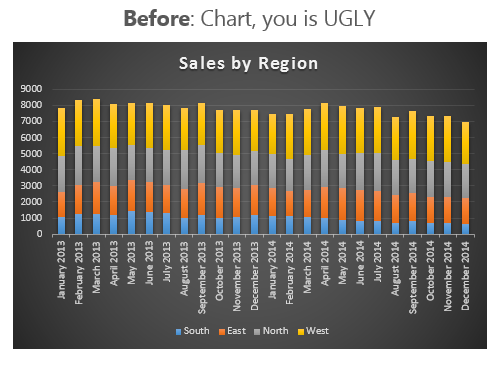 Before: Chart, you is UGLY
Sales by Region
9000
8000
7000
6000
5000
4000
3000
2000
1000
0
January 2013
February 2013
March 2013
April 2013
May 2013
June 2013
July 2013
August 2013
September 2013
October 2013
November 2013
December 2013
January 2014
February 2014
March 2014
April 2014
May 2014
June 2014
July 2014
August 2014
September 2014
October 2014
November 2014
December 2014
South East North West